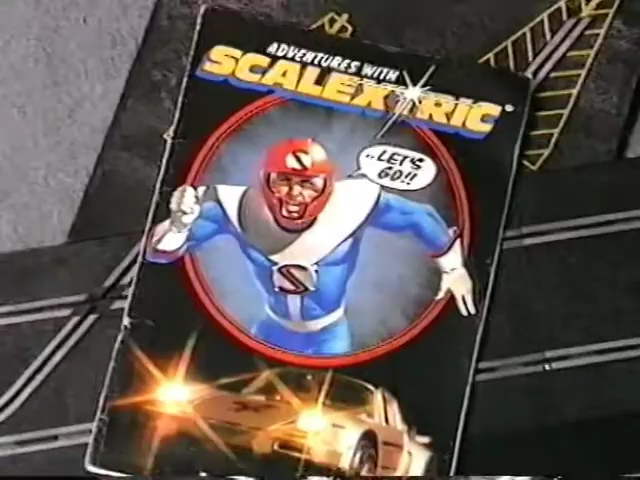 ADVENTURES WITH
SCALEXTRIC
..LET'S
GO!!
S
S